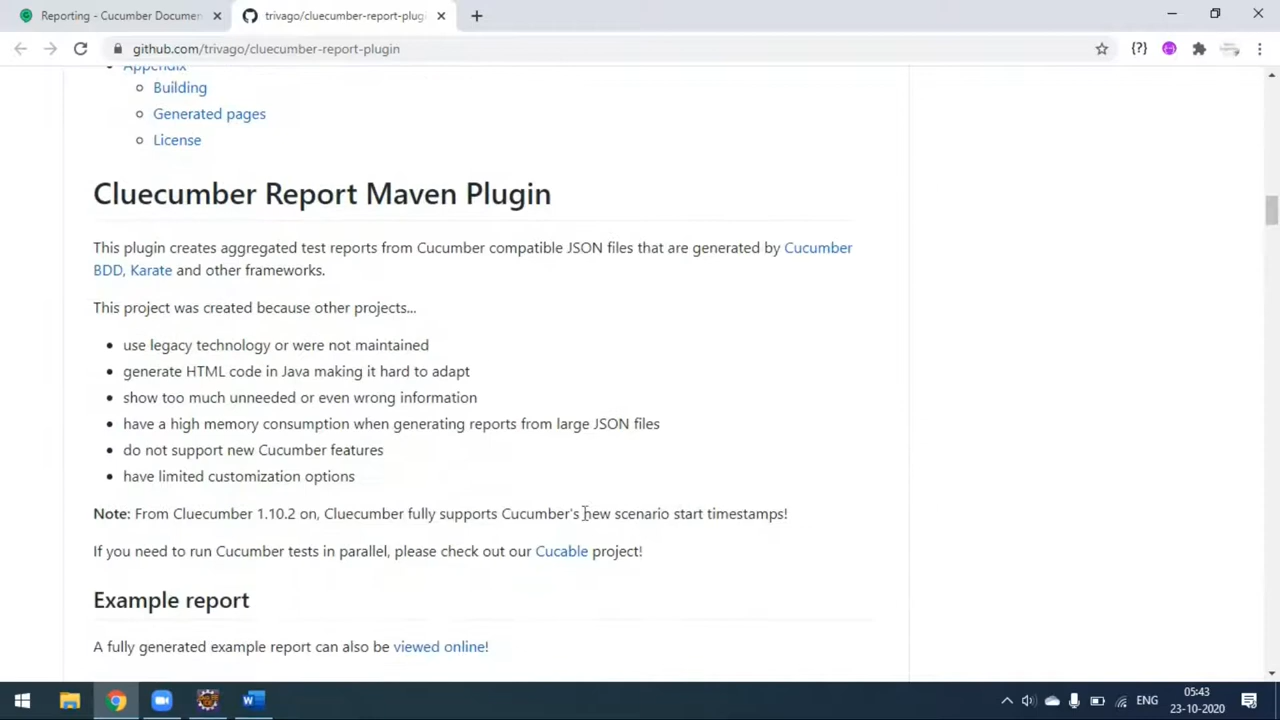 Reporting - Cucumber Documen
trivago/cluecumber-report-plugi
github.com/trivago/cluecumber-report-plugin
{?}
Appendix
Building
Generated pages
License
Cluecumber Report Maven Plugin
This plugin creates aggregated test reports from Cucumber compatible JSON files that are generated by Cucumber
BDD, Karate and other frameworks.
This project was created because other projects...
use legacy technology or were not maintained
generate HTML code in Java making it hard to adapt
show too much unneeded or even wrong information
have a high memory consumption when generating reports from large JSON files
do not support new Cucumber features
have limited customization options
Note: From Cluecumber 1.10.2 on, Cluecumber fully supports Cucumber's new scenario start timestamps!
If you need to run Cucumber tests in parallel, please check out our Cucable project!
Example report
A fully generated example report can also be viewed online!
ENG
05:43
23-10-2020